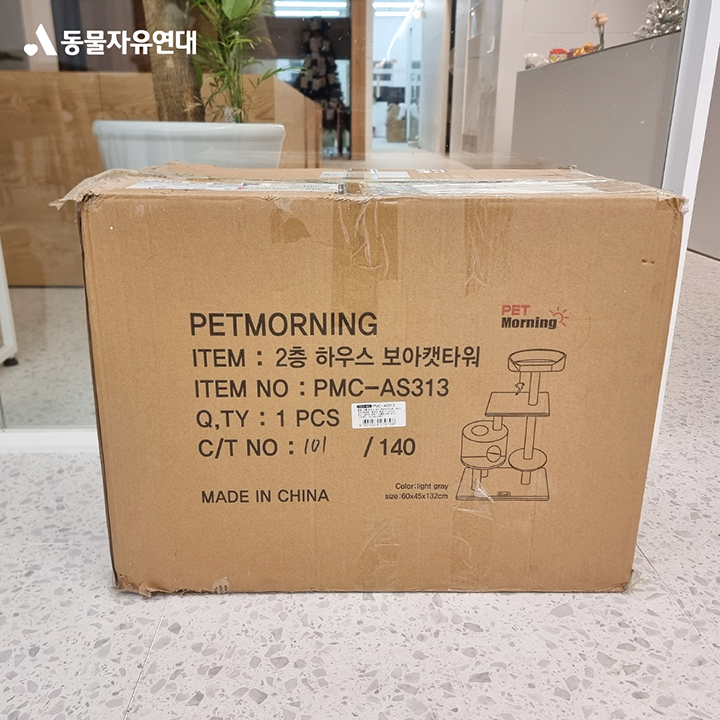 동물자유연대
PETMORNING
ITEM : 2층 하우스 보아캣타워
ITEM NO : PMC-AS313
Q,TY : 1 PCS
C/T NO : 101 / 140
MADE IN CHINA
PET
Morning
PMC-AS313
Color:light gray
size:60x45x132cm